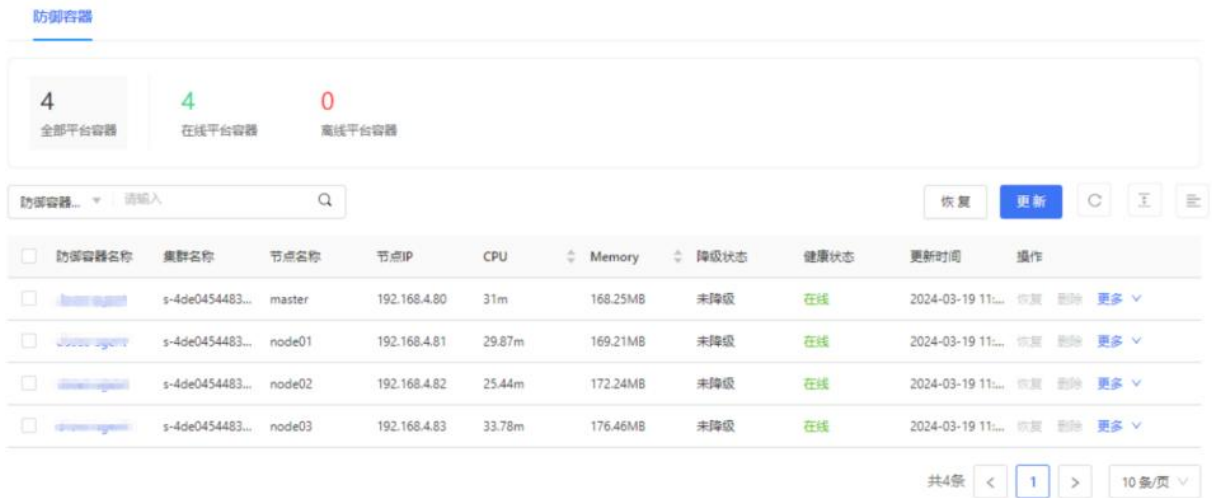 防御容器
4 4 0
全部平台容器 在线平台容器 离线平台容器
防御容器... 请输入 恢复 更新
防御容器名称 集群名称 节点名称 节点IP CPU Memory 降级状态 健康状态 更新时间 操作
s-4de0454483... master 192.168.4.80 31m 168.25MB 未降级 在线 2024-03-19 11:... 恢复 删除 更多
s-4de0454483... node01 192.168.4.81 29.87m 169.21MB 未降级 在线 2024-03-19 11:... 恢复 删除 更多
s-4de0454483... node02 192.168.4.82 25.44m 172.24MB 未降级 在线 2024-03-19 11:... 恢复 删除 更多
s-4de0454483... node03 192.168.4.83 33.78m 176.46MB 未降级 在线 2024-03-19 11:... 恢复 删除 更多
共4条 < 1 > 10 条/页